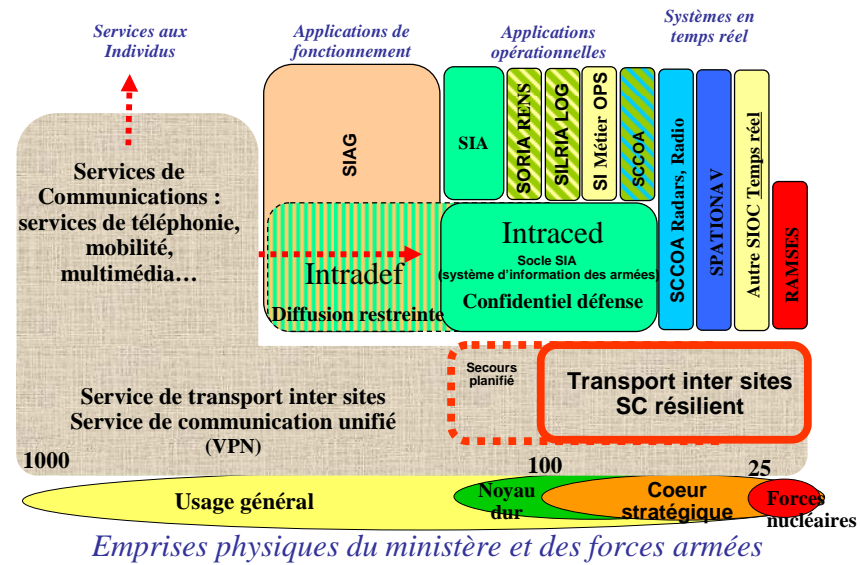 Services aux
Individus
Applications de
fonctionnement
Applications
opérationnelles
Systèmes en
temps réel
Services de
Communications :
services de téléphonie,
mobilité,
multimédia…
SIAG
SIA
SORIA RENS
SILRIA LOG
SI Métier OPS
SCCOA
SCCOA Radars, Radio
SPATIONAV
Autre SIOC Temps réel
RAMSES
Intradef
Diffusion restreinte
Intraced
Socle SIA
(système d'information des armées)
Confidentiel défense
Service de transport inter sites
Service de communication unifié
(VPN)
Secours
planifié
Transport inter sites
SC résilient
1000
100
25
Usage général
Noyau
dur
Coeur
stratégique
Forces
nucléaires
Emprises physiques du ministère et des forces armées